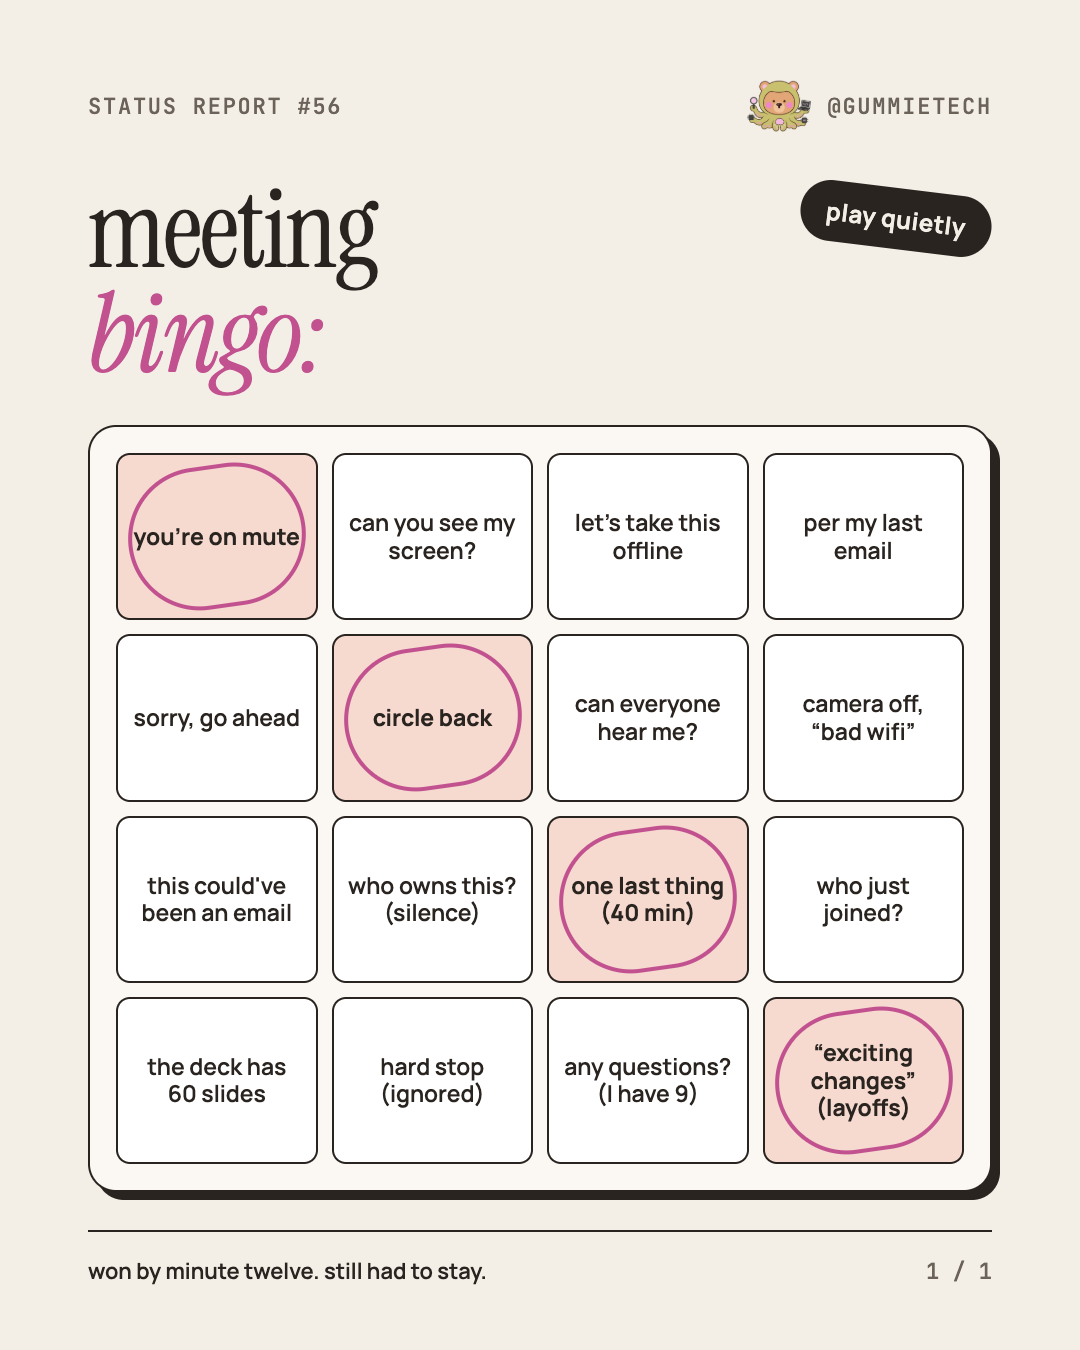 STATUS REPORT #56
@GUMMIETECH
meeting
bingo:
play quietly
you’re on mute
can you see my
screen?
let’s take this
offline
per my last
email
sorry, go ahead
circle back
can everyone
hear me?
camera off,
“bad wifi”
this could've
been an email
who owns this?
(silence)
one last thing
(40 min)
who just
joined?
the deck has
60 slides
hard stop
(ignored)
any questions?
(I have 9)
“exciting
changes”
(layoffs)
won by minute twelve. still had to stay.
1 / 1